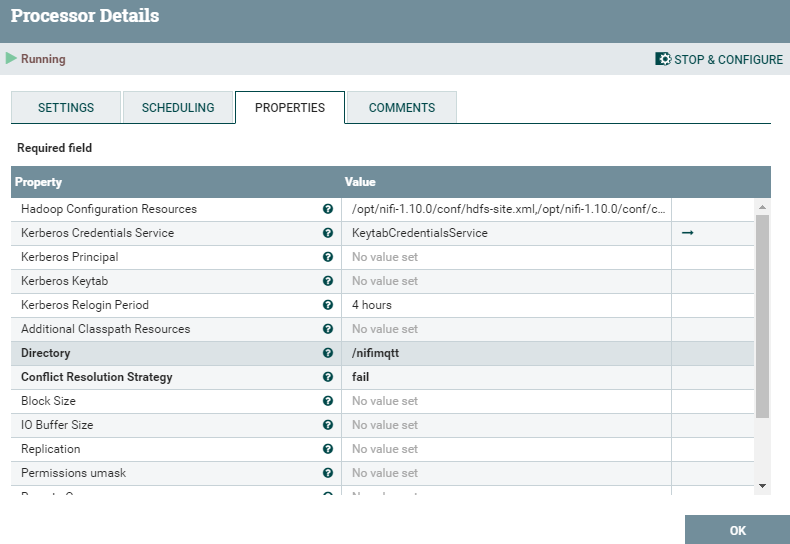 Processor Details
Running
STOP & CONFIGURE
SETTINGS SCHEDULING PROPERTIES COMMENTS
Required field
Property Value
Hadoop Configuration Resources /opt/nifi-1.10.0/conf/hdfs-site.xml,/opt/nifi-1.10.0/conf/c...
Kerberos Credentials Service KeytabCredentialsService
Kerberos Principal No value set
Kerberos Keytab No value set
Kerberos Relogin Period 4 hours
Additional Classpath Resources No value set
Directory /nifimqtt
Conflict Resolution Strategy fail
Block Size No value set
IO Buffer Size No value set
Replication No value set
Permissions umask No value set
OK